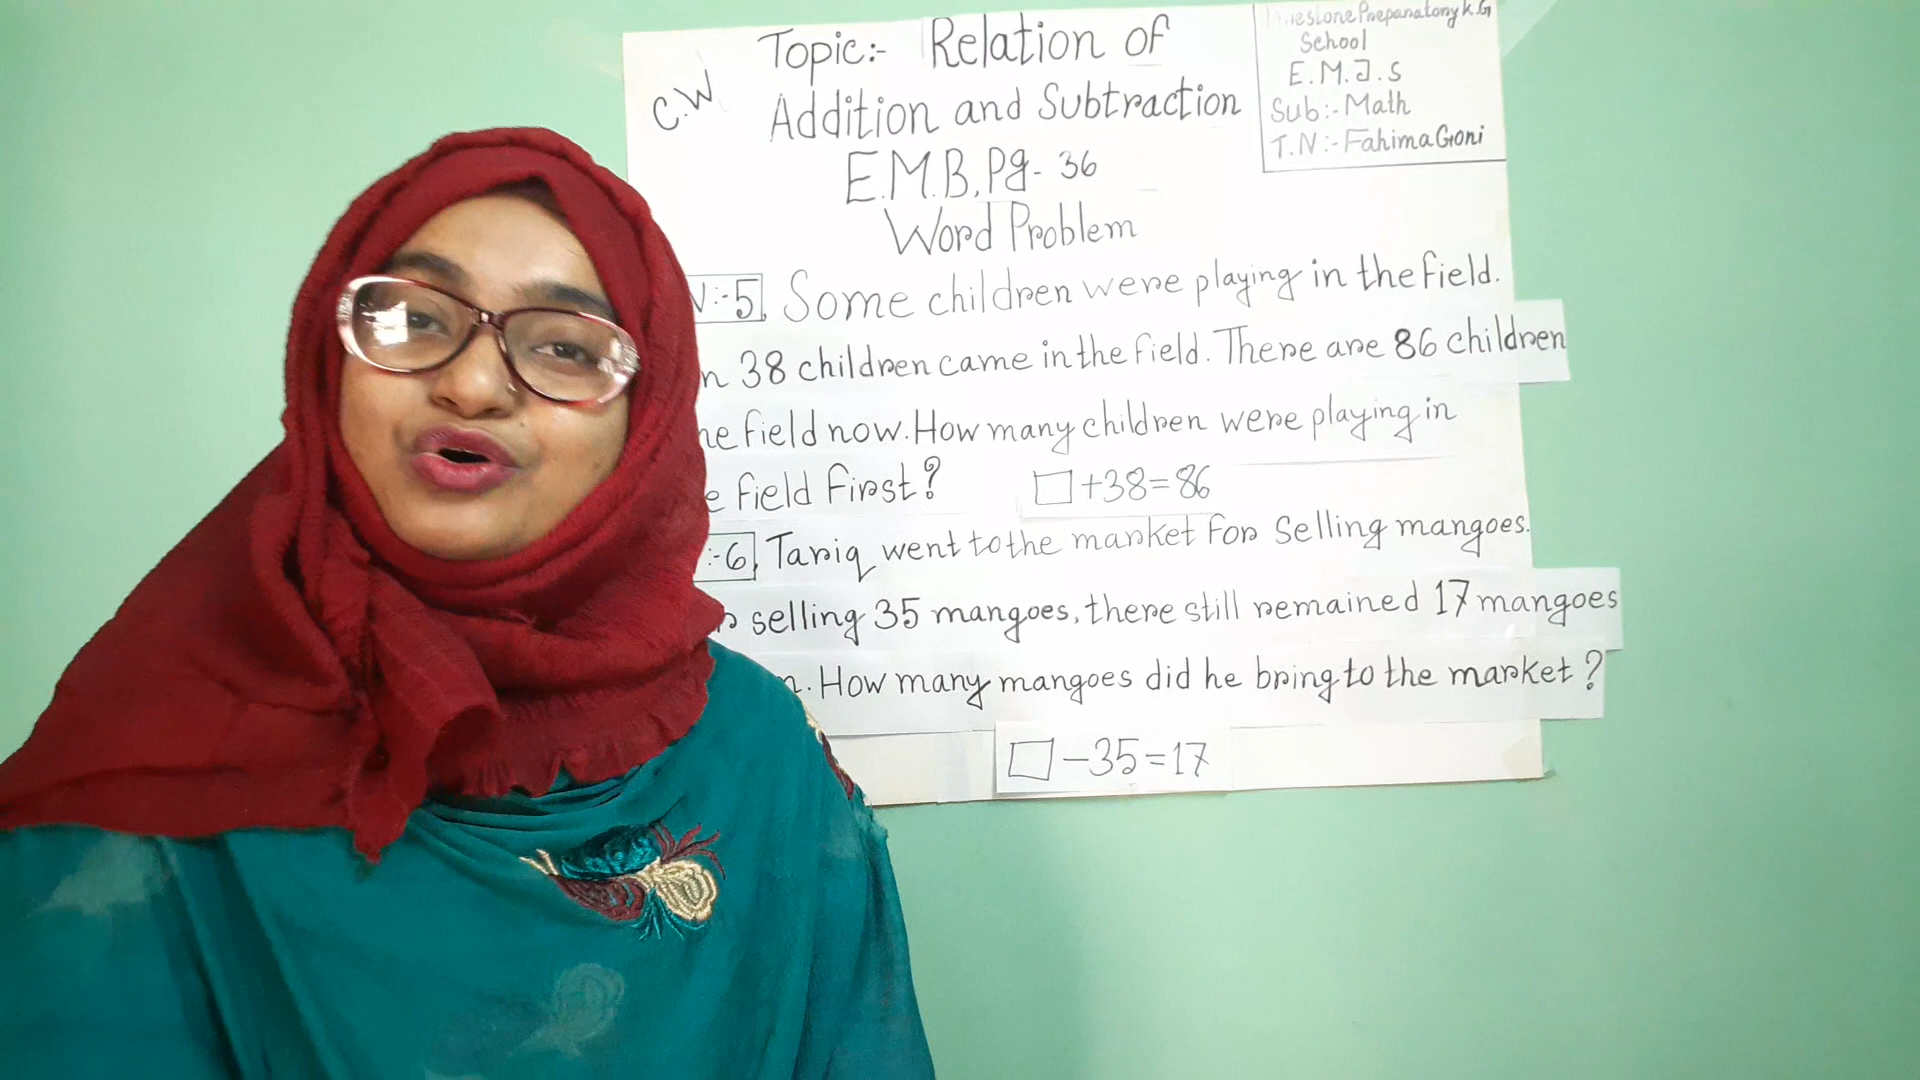 C.W
Topic:- Relation of
Addition and Subtraction
E.M.B, Pg- 36
Word Problem
Preparatory K.G
School
E.M.J.S
Sub:- Math
T.N:- Fahima Goni
:-5, Some children were playing in the field.
38 children came in the field. There are 86 children
field now. How many children were playing in
field first? □+38=86
:-6, Tariq went to the market for selling mangoes.
selling 35 mangoes, there still remained 17 mangoes
. How many mangoes did he bring to the market?
□-35=17